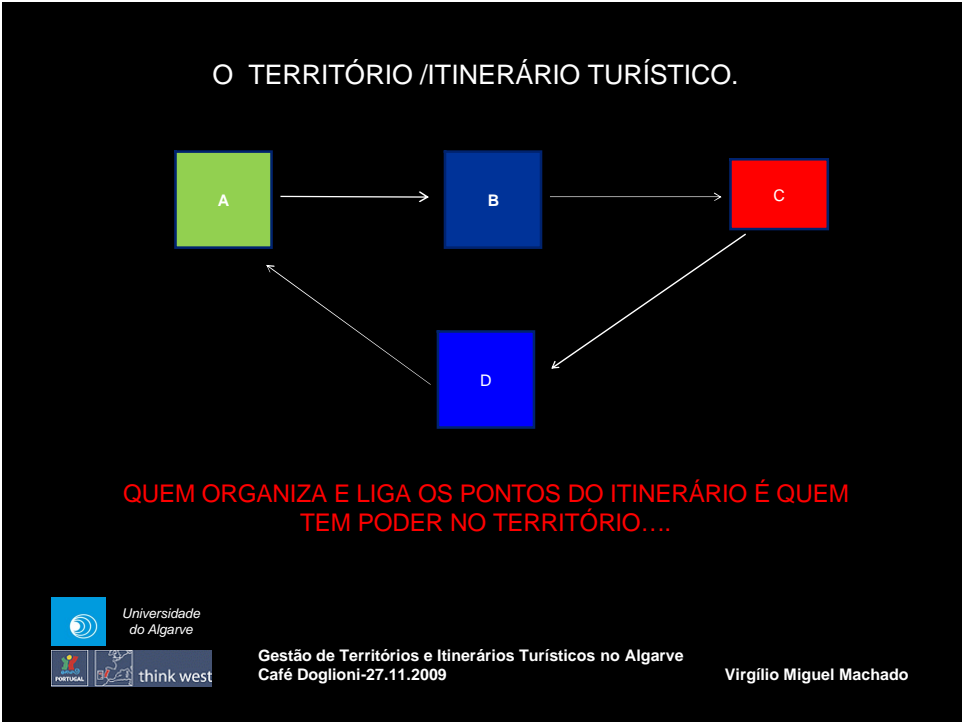 O TERRITÓRIO /ITINERÁRIO TURÍSTICO.
A
B
C
D
QUEM ORGANIZA E LIGA OS PONTOS DO ITINERÁRIO É QUEM
TEM PODER NO TERRITÓRIO….
Universidade
do Algarve
PORTUGAL
think west
Gestão de Territórios e Itinerários Turísticos no Algarve
Café Doglioni-27.11.2009
Virgílio Miguel Machado